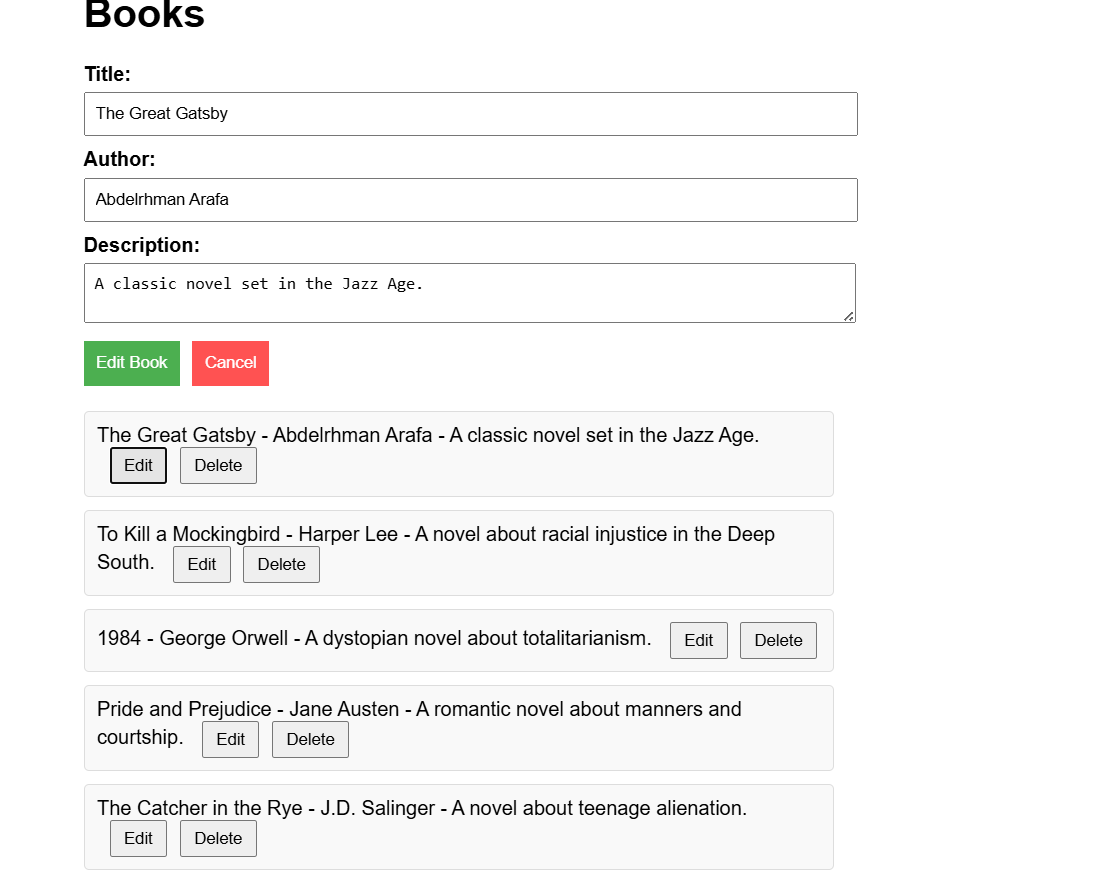 Books
Title:
The Great Gatsby
Author:
Abdelrhman Arafa
Description:
A classic novel set in the Jazz Age.
Edit Book Cancel
The Great Gatsby - Abdelrhman Arafa - A classic novel set in the Jazz Age.
Edit Delete
To Kill a Mockingbird - Harper Lee - A novel about racial injustice in the Deep
South. Edit Delete
1984 - George Orwell - A dystopian novel about totalitarianism. Edit Delete
Pride and Prejudice - Jane Austen - A romantic novel about manners and
courtship. Edit Delete
The Catcher in the Rye - J.D. Salinger - A novel about teenage alienation.
Edit Delete